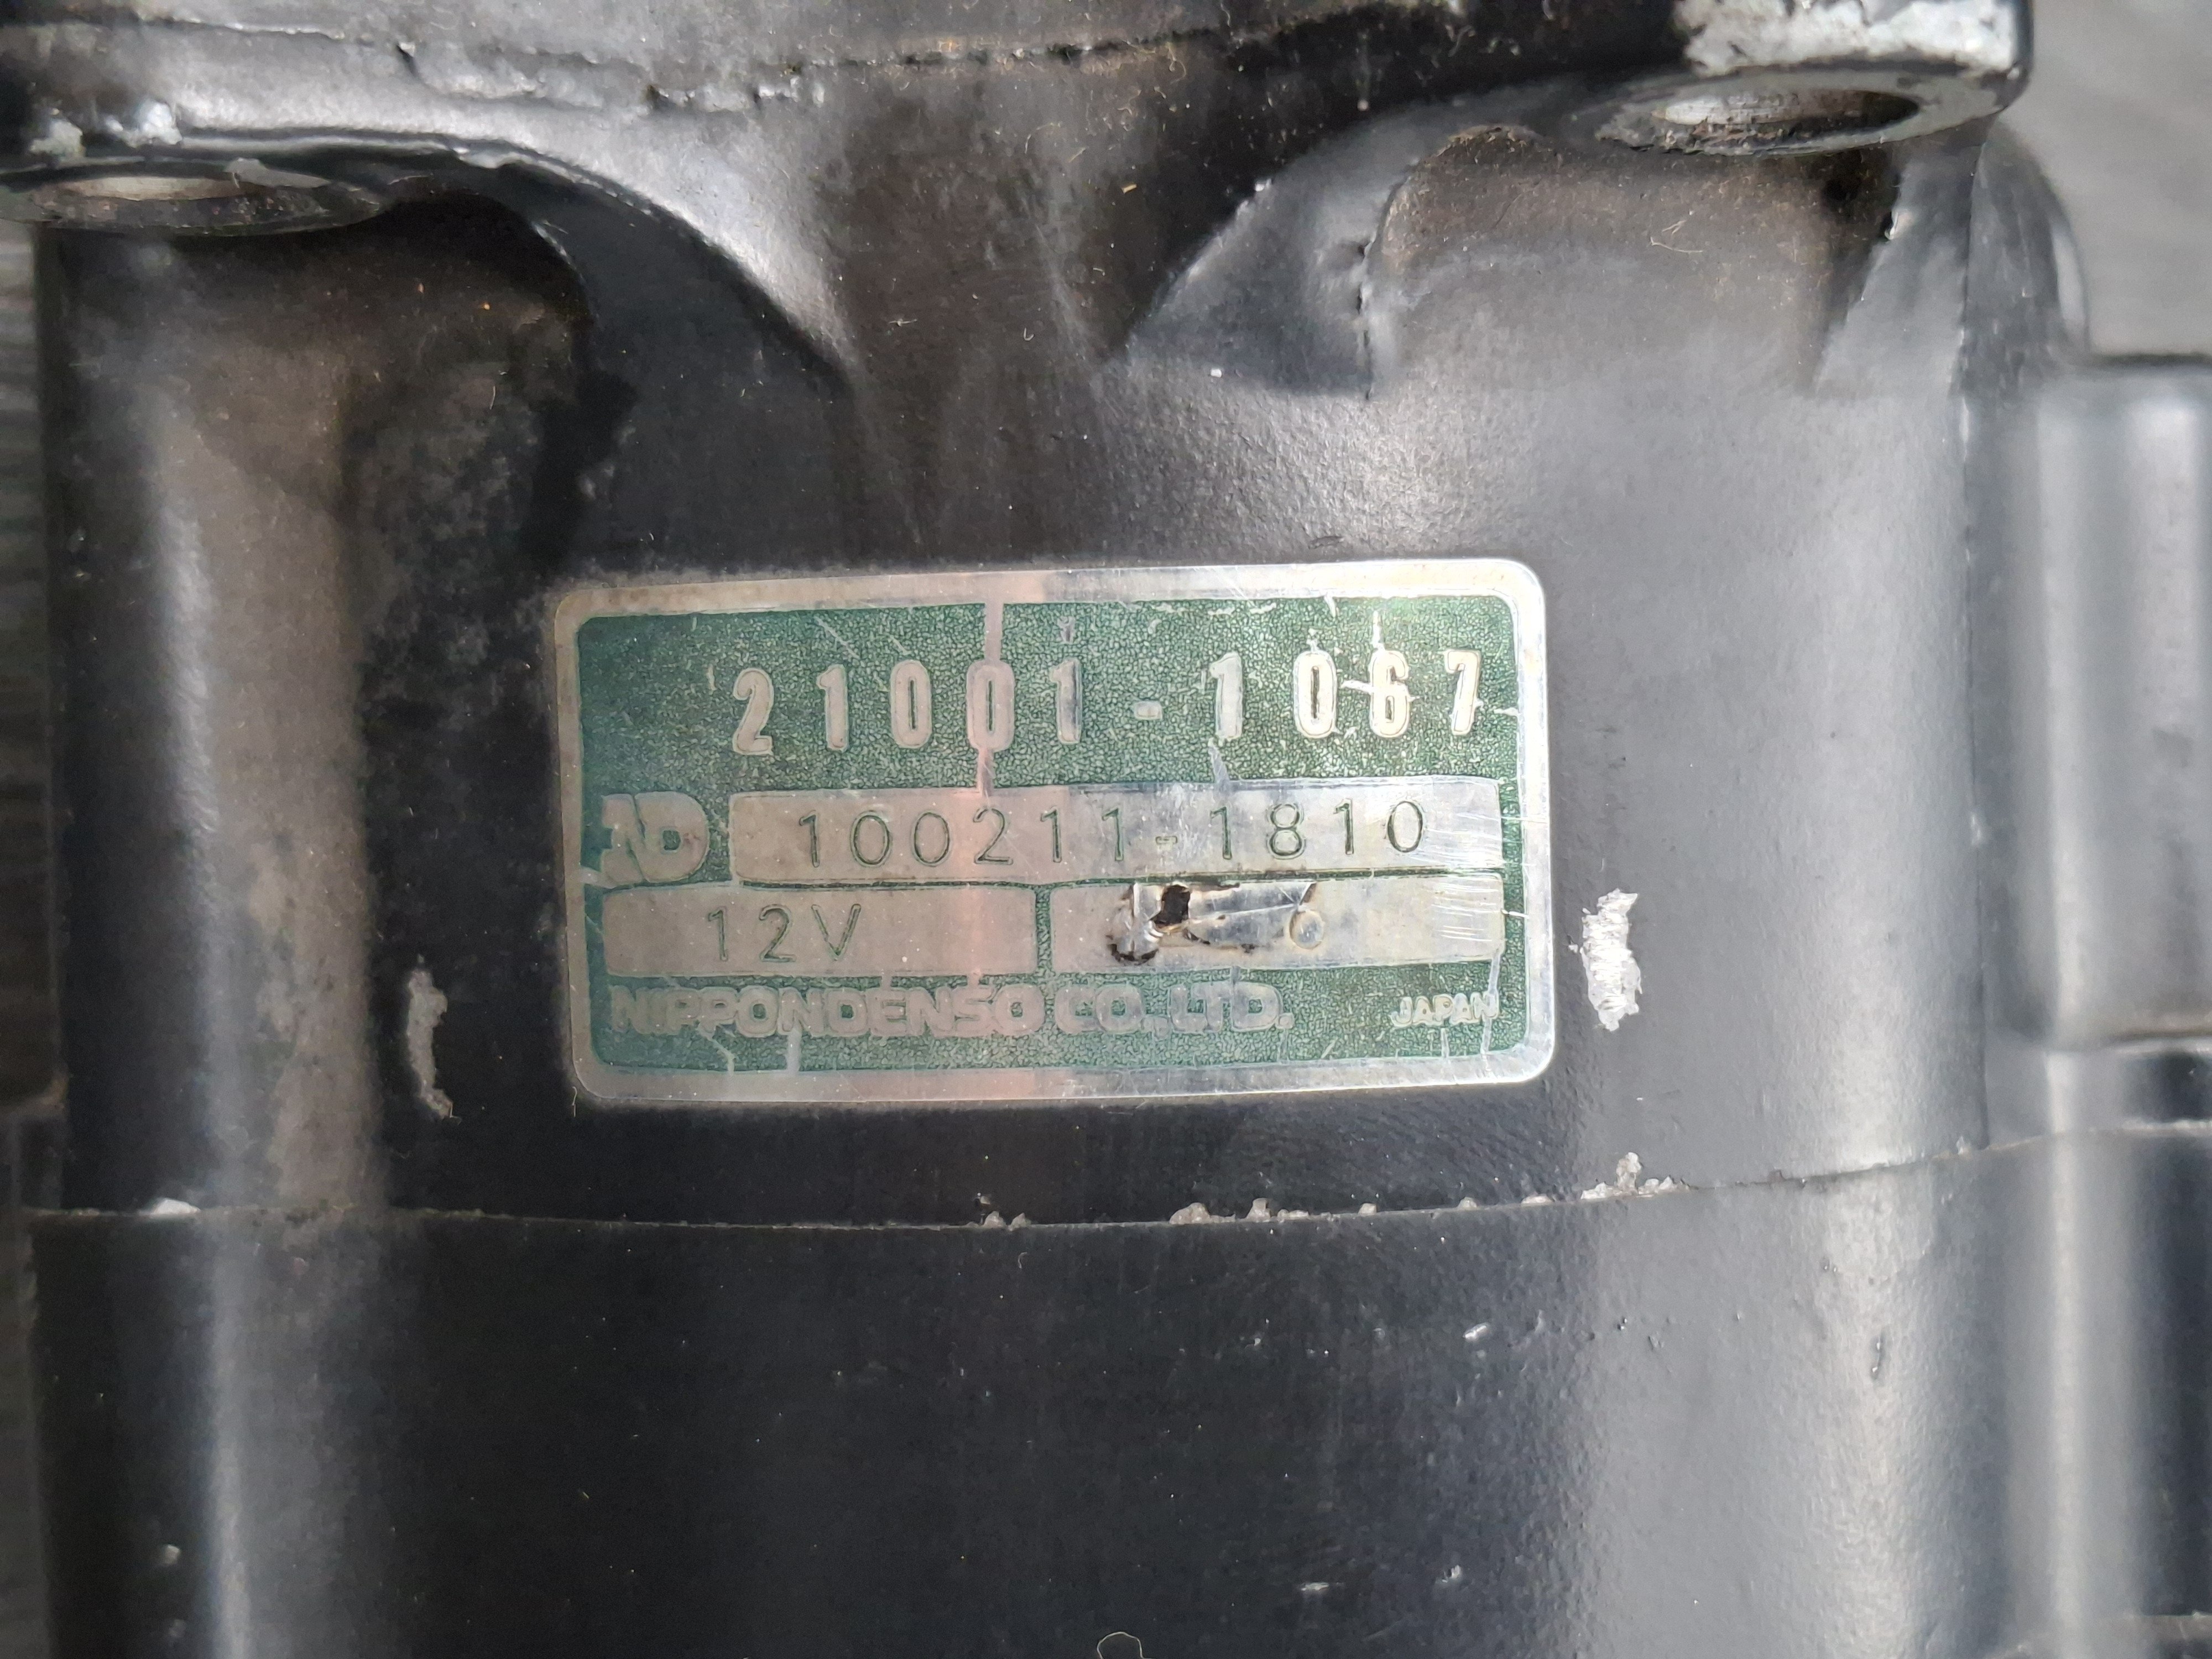 21001-1067
ND 100211-1810
12V
NIPPONDENSO CO., LTD. JAPAN